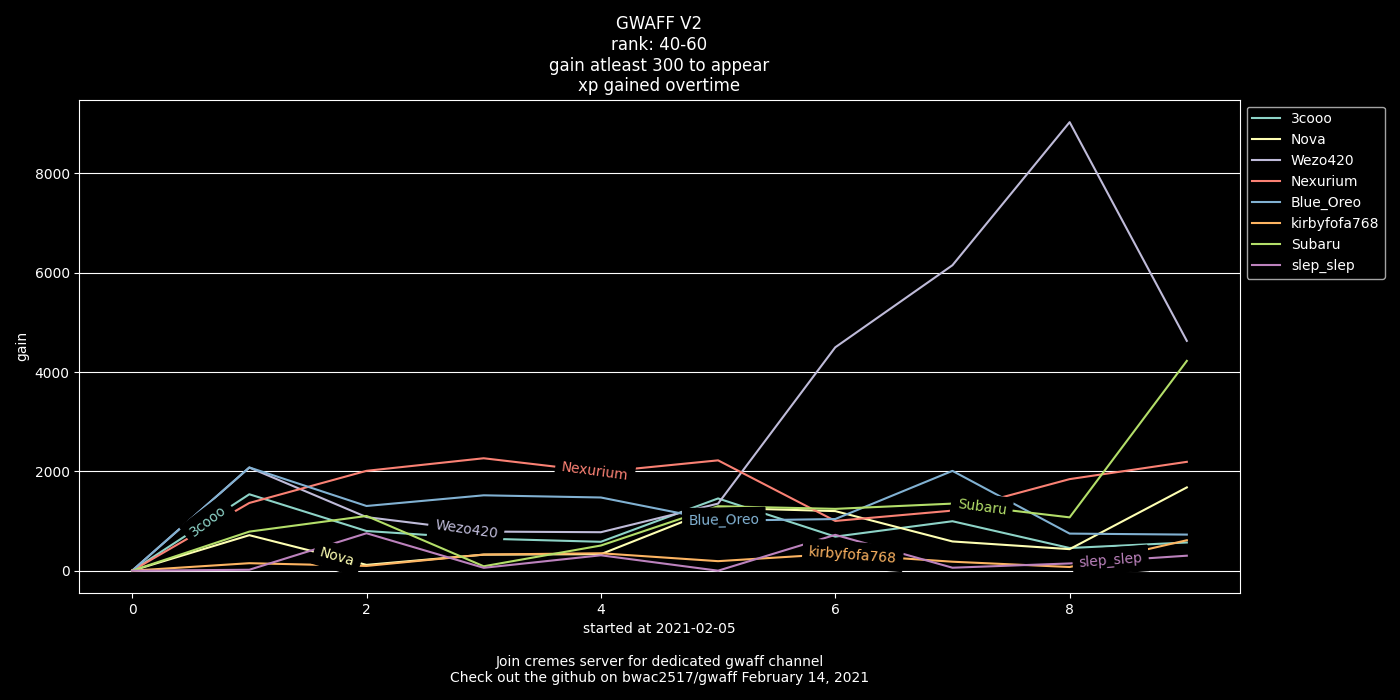 GWAFF V2
rank: 40-60
gain atleast 300 to appear
xp gained overtime
3cooo
Nova
Wezo420
Nexurium
Blue_Oreo
kirbyfofa768
Subaru
slep_slep
gain
8000
6000
4000
2000
0
Nexurium
3cooo
Wezo420
Blue_Oreo
Subaru
Nova
kirbyfofa768
slep_slep
0 2 4 6 8
started at 2021-02-05
Join cremes server for dedicated gwaff channel
Check out the github on bwac2517/gwaff February 14, 2021